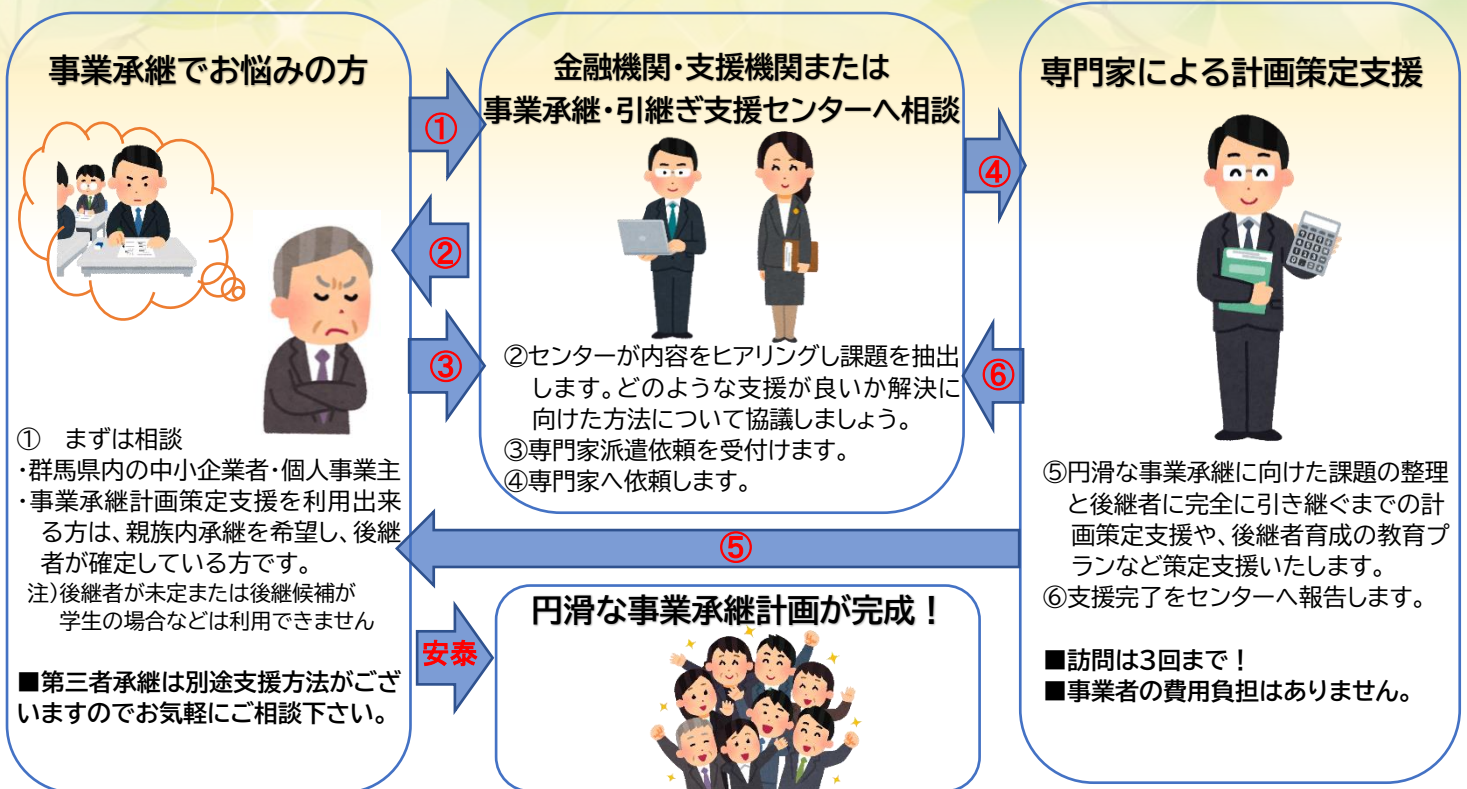 事業承継でお悩みの方
①　まずは相談
・群馬県内の中小企業者・個人事業主
・事業承継計画策定支援を利用出来
る方は、親族内承継を希望し、後継
者が確定している方です。
注)後継者が未定または後継候補が
学生の場合などは利用できません
■第三者承継は別途支援方法がござ
いますのでお気軽にご相談下さい。
①
②
③
金融機関・支援機関または
事業承継・引継ぎ支援センターへ相談
②センターが内容をヒアリングし課題を抽出
します。どのような支援が良いか解決に
向けた方法について協議しましょう。
③専門家派遣依頼を受付けます。
④専門家へ依頼します。
④
⑥
専門家による計画策定支援
⑤円滑な事業承継に向けた課題の整理
と後継者に完全に引き継ぐまでの計
画策定支援や、後継者育成の教育プ
ランなど策定支援いたします。
⑥支援完了をセンターへ報告します。
■訪問は3回まで！
■事業者の費用負担はありません。
⑤
安泰
円滑な事業承継計画が完成！